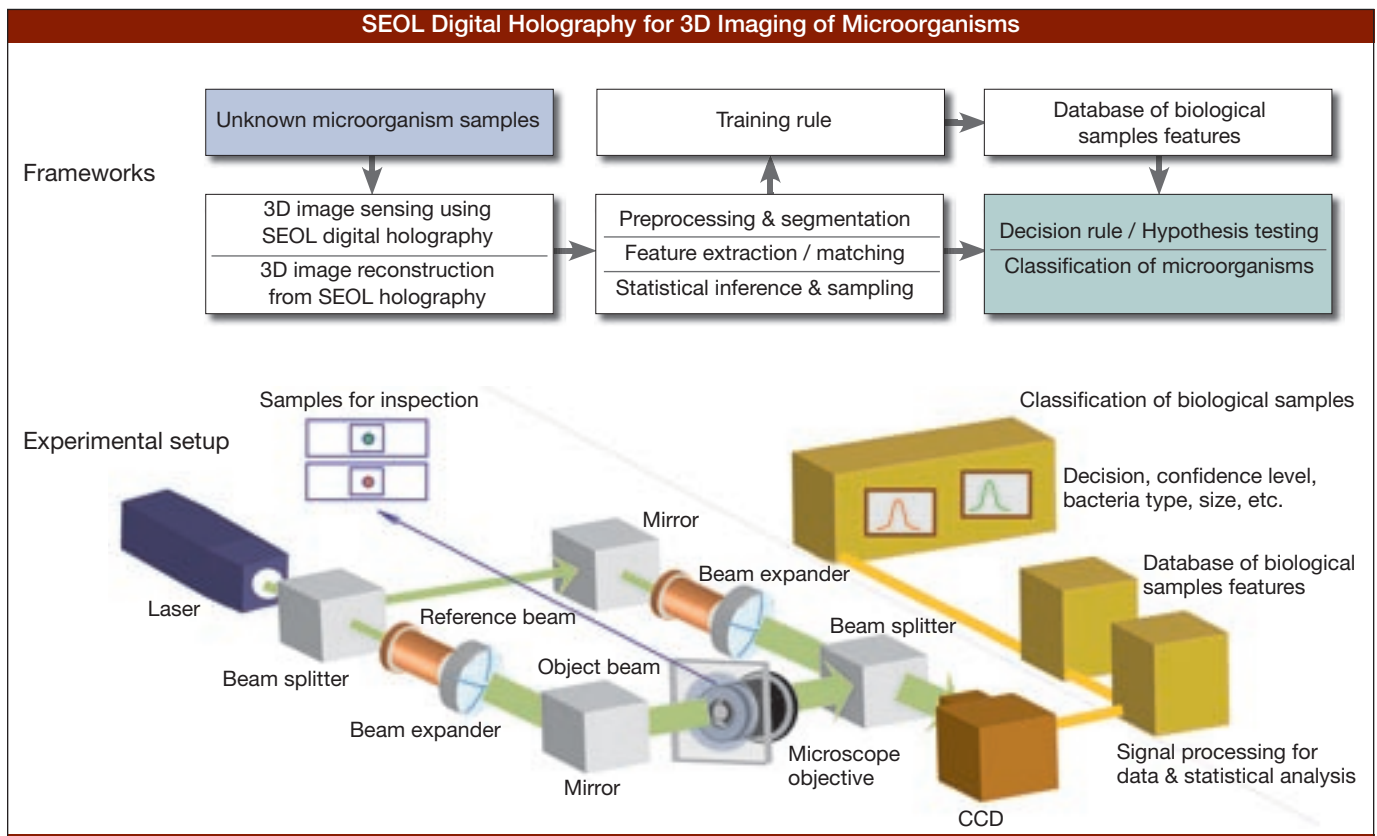 SEOL Digital Holography for 3D Imaging of Microorganisms
Frameworks
Unknown microorganism samples
Training rule
Database of biological
samples features
3D image sensing using
SEOL digital holography
3D image reconstruction
from SEOL holography
Preprocessing & segmentation
Feature extraction / matching
Statistical inference & sampling
Decision rule / Hypothesis testing
Classification of microorganisms
Experimental setup
Samples for inspection
Classification of biological samples
Decision, confidence level,
bacteria type, size, etc.
Mirror
Beam expander
Database of biological
samples features
Laser
Reference beam
Beam splitter
Beam splitter
Object beam
Beam expander
Mirror
Microscope
objective
Signal processing for
data & statistical analysis
CCD